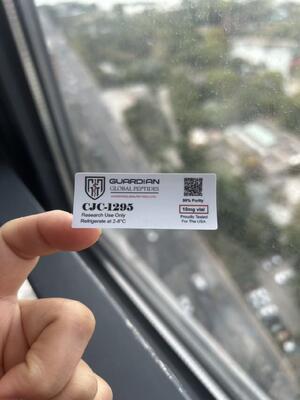 GUARDIAN
GLOBAL PEPTIDES
CJC-1295
Research Use Only
Refrigerate at 2-8°C
99% Purity
10mg vial
Proudly Tested
For The USA